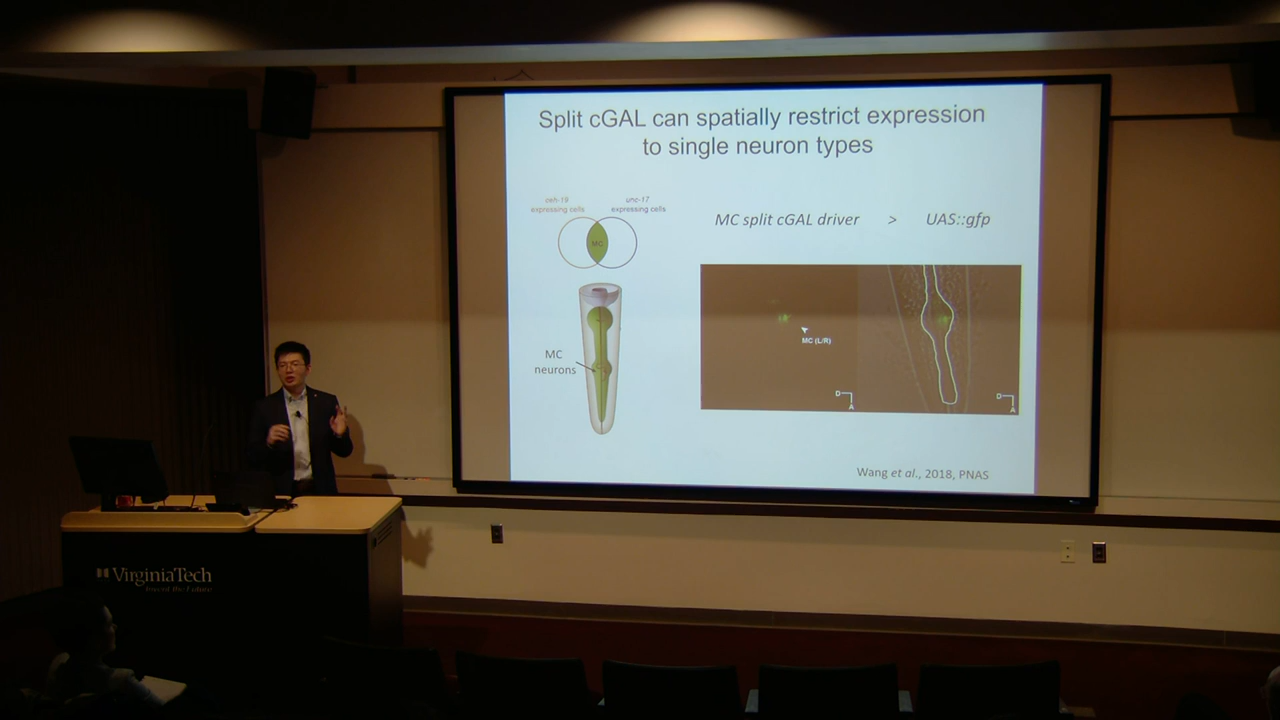 Split cGAL can spatially restrict expression
to single neuron types
ceh-19
expressing cells
unc-17
expressing cells
MC
MC split cGAL driver > UAS::gfp
MC
neurons
MC (L/R)
D
A
D
A
Wang et al., 2018, PNAS
VirginiaTech
Invent the Future